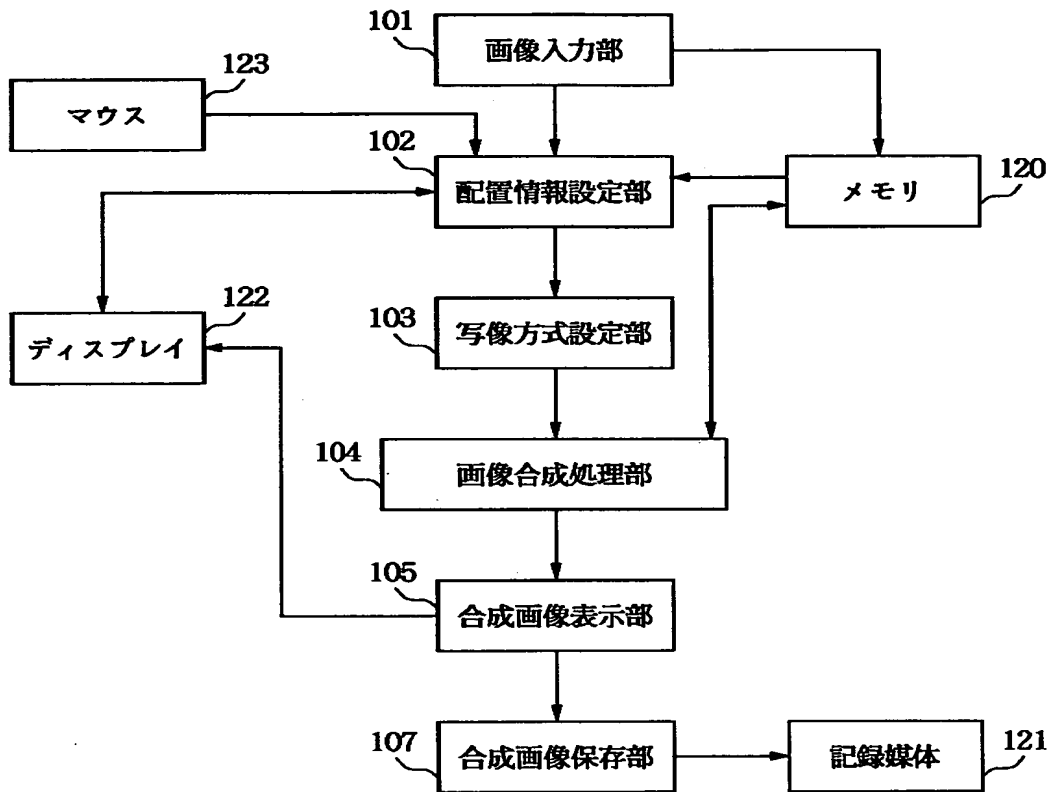 101
画像入力部
123
マウス
102
配置情報設定部
120
メモリ
122
ディスプレイ
103
写像方式設定部
104
画像合成処理部
105
合成画像表示部
107
合成画像保存部
121
記録媒体